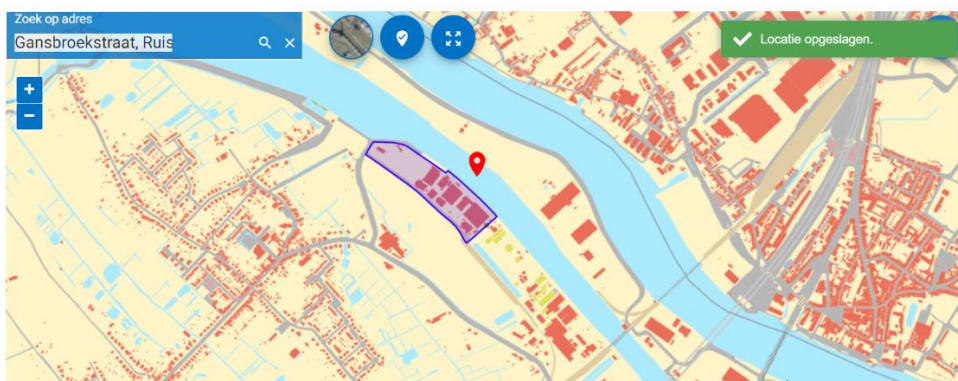 Zoek op adres
Gansbroekstraat, Ruis
Locatie opgeslagen.
+
−